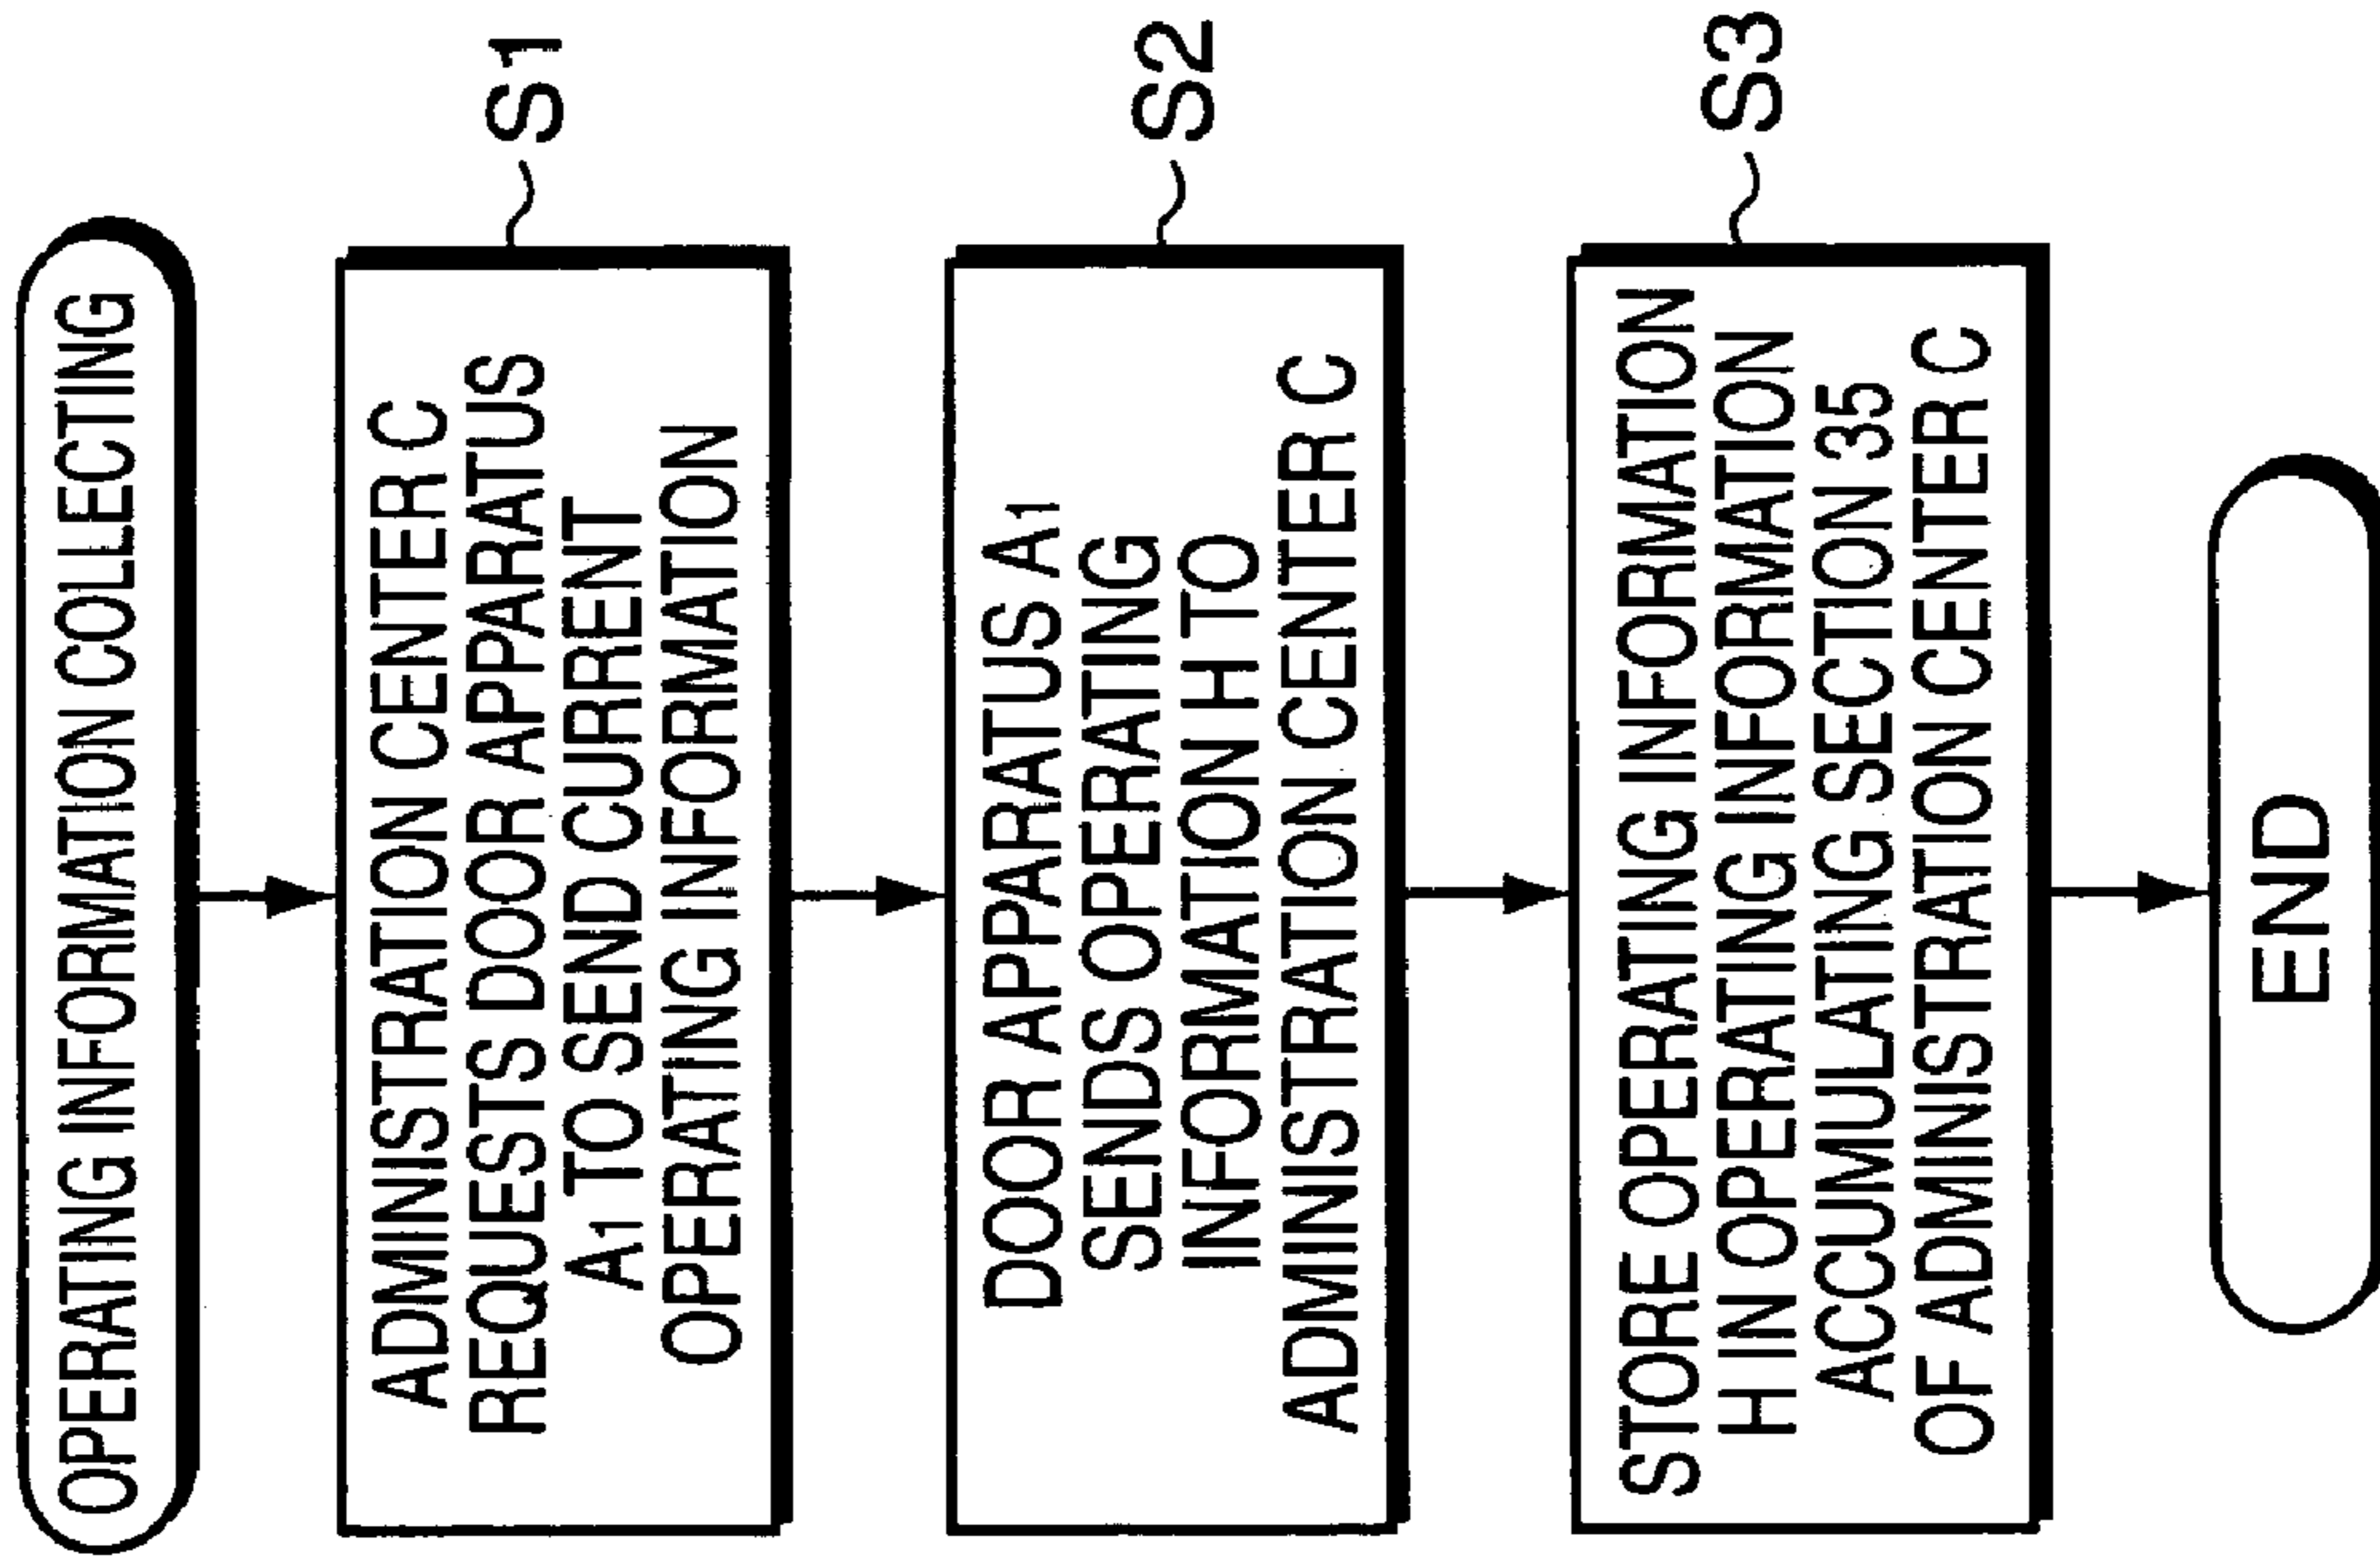 OPERATING INFORMATION COLLECTING
ADMINISTRATION CENTER C
REQUESTS DOOR APPARATUS
A1 TO SEND CURRENT
OPERATING INFORMATION
S1
DOOR APPARATUS A1
SENDS OPERATING
INFORMATION H TO
ADMINISTRATION CENTER C
S2
STORE OPERATING INFORMATION
H IN OPERATING INFORMATION
ACCUMULATING SECTION 35
OF ADMINISTRATION CENTER C
S3
END